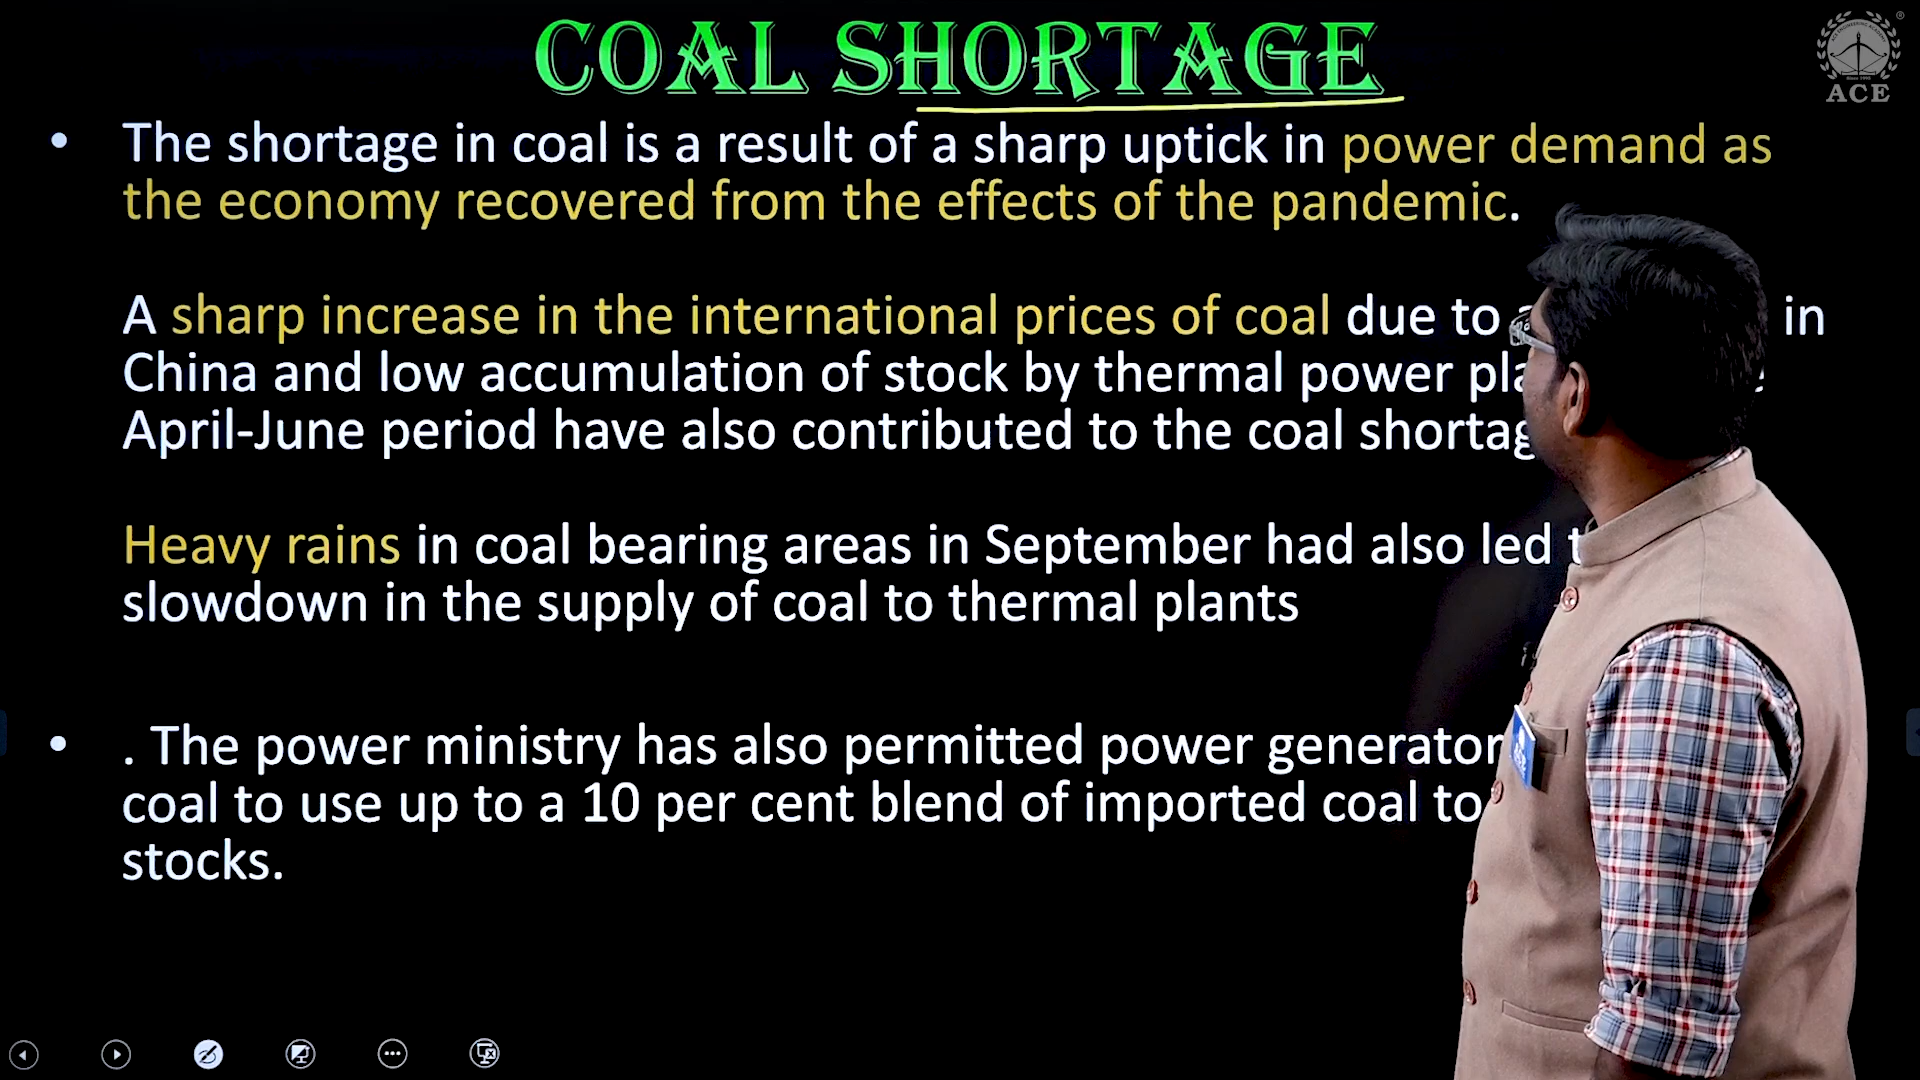 COAL SHORTAGE
ACE
• The shortage in coal is a result of a sharp uptick in power demand as
the economy recovered from the effects of the pandemic.
A sharp increase in the international prices of coal due to in
China and low accumulation of stock by thermal power
April-June period have also contributed to the coal
Heavy rains in coal bearing areas in September had also led
slowdown in the supply of coal to thermal plants
• . The power ministry has also permitted power
coal to use up to a 10 per cent blend of imported coal to
stocks.